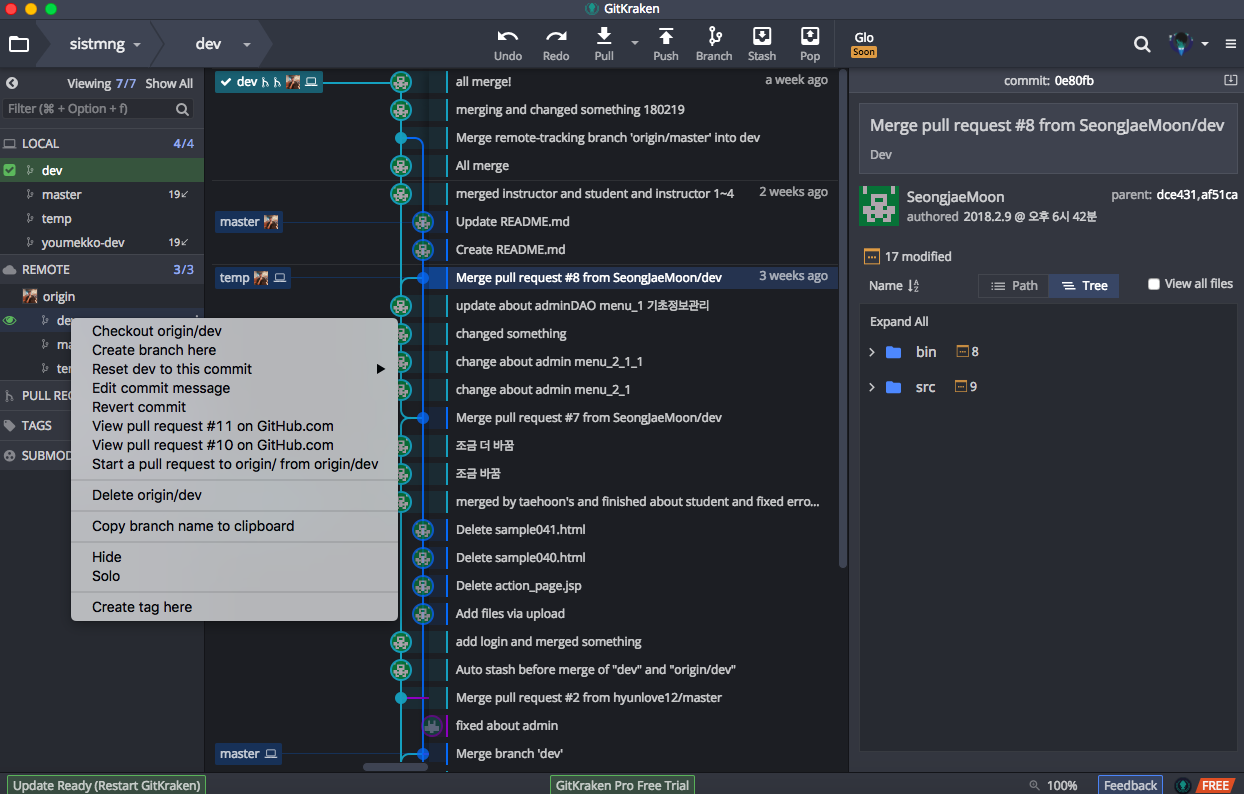 GitKraken
sistmng
dev
Undo
Redo
Pull
Push
Branch
Stash
Pop
Glo
Soon
Viewing 7/7 Show All
Filter (⌘ + Option + f)
LOCAL 4/4
dev
master 19↙
temp
youmekko-dev 19↙
REMOTE 3/3
origin
TAGS
Checkout origin/dev
Create branch here
Reset dev to this commit
Edit commit message
Revert commit
View pull request #11 on GitHub.com
View pull request #10 on GitHub.com
Start a pull request to origin/ from origin/dev
Delete origin/dev
Copy branch name to clipboard
Hide
Solo
Create tag here
dev
master
temp
master
all merge! a week ago
merging and changed something 180219
Merge remote-tracking branch 'origin/master' into dev
All merge
merged instructor and student and instructor 1~4 2 weeks ago
Update README.md
Create README.md
Merge pull request #8 from SeongJaeMoon/dev 3 weeks ago
update about adminDAO menu_1 기초정보관리
changed something
change about admin menu_2_1_1
change about admin menu_2_1
Merge pull request #7 from SeongJaeMoon/dev
조금 더 바꿈
조금 바꿈
merged by taehoon's and finished about student and fixed erro...
Delete sample041.html
Delete sample040.html
Delete action_page.jsp
Add files via upload
add login and merged something
Auto stash before merge of "dev" and "origin/dev"
Merge pull request #2 from hyunlove12/master
fixed about admin
Merge branch 'dev'
commit: 0e80fb
Merge pull request #8 from SeongJaeMoon/dev
Dev
SeongjaeMoon
authored 2018.2.9 @ 오후 6시 42분
parent: dce431,af51ca
17 modified
Name
Path
Tree
View all files
Expand All
bin 8
src 9
Update Ready (Restart GitKraken)
GitKraken Pro Free Trial
100%
Feedback
FREE